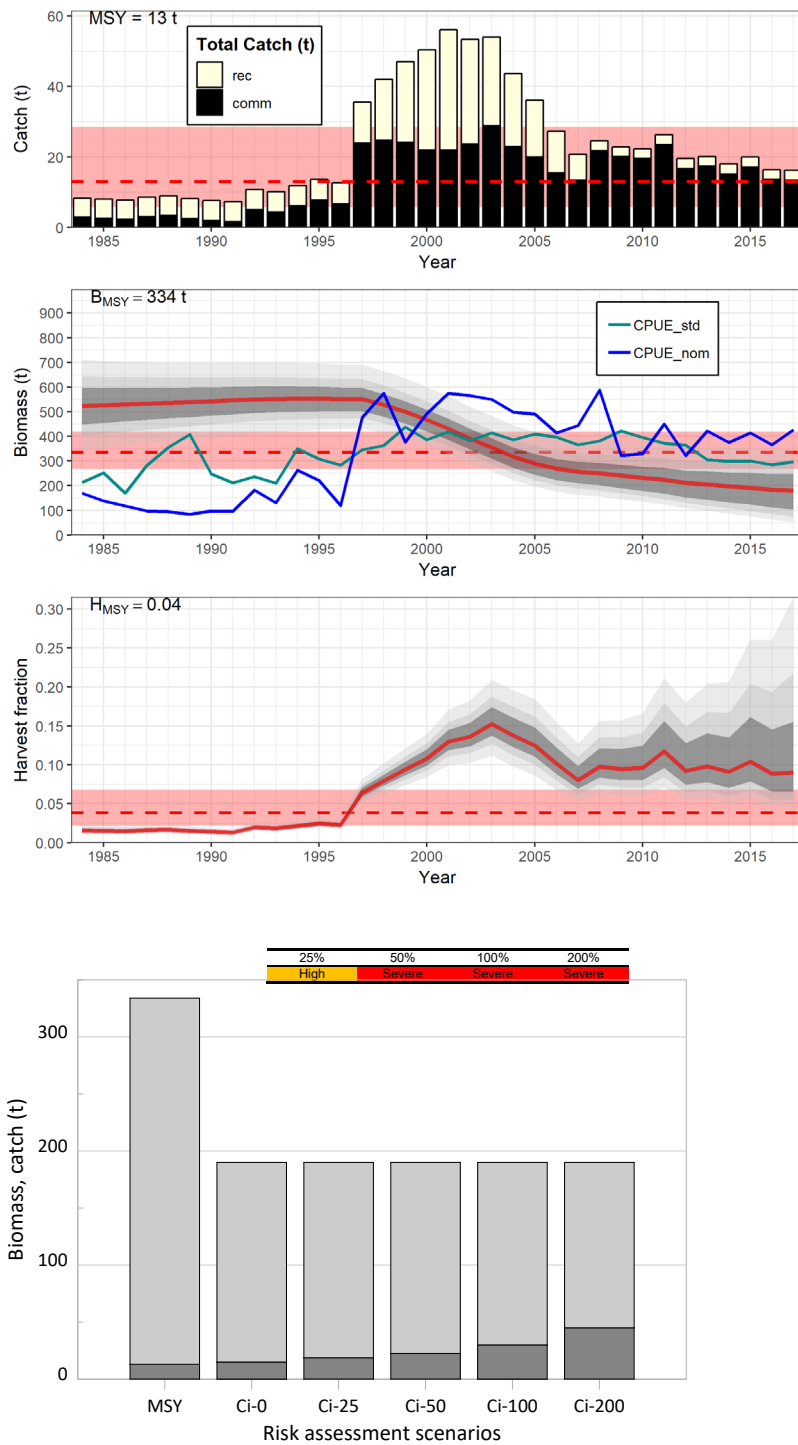 MSY = 13 t
Total Catch (t)
rec
comm
Catch (t)
60
40
20
0
1985 1990 1995 2000 2005 2010 2015
Year
BMSY = 334 t
CPUE_std
CPUE_nom
Biomass (t)
900
800
700
600
500
400
300
200
100
0
1985 1990 1995 2000 2005 2010 2015
Year
HMSY = 0.04
Harvest fraction
0.30
0.25
0.20
0.15
0.10
0.05
0.00
1985 1990 1995 2000 2005 2010 2015
Year
25% 50% 100% 200%
High Severe Severe Severe
Biomass, catch (t)
300
200
100
0
MSY Ci-0 Ci-25 Ci-50 Ci-100 Ci-200
Risk assessment scenarios